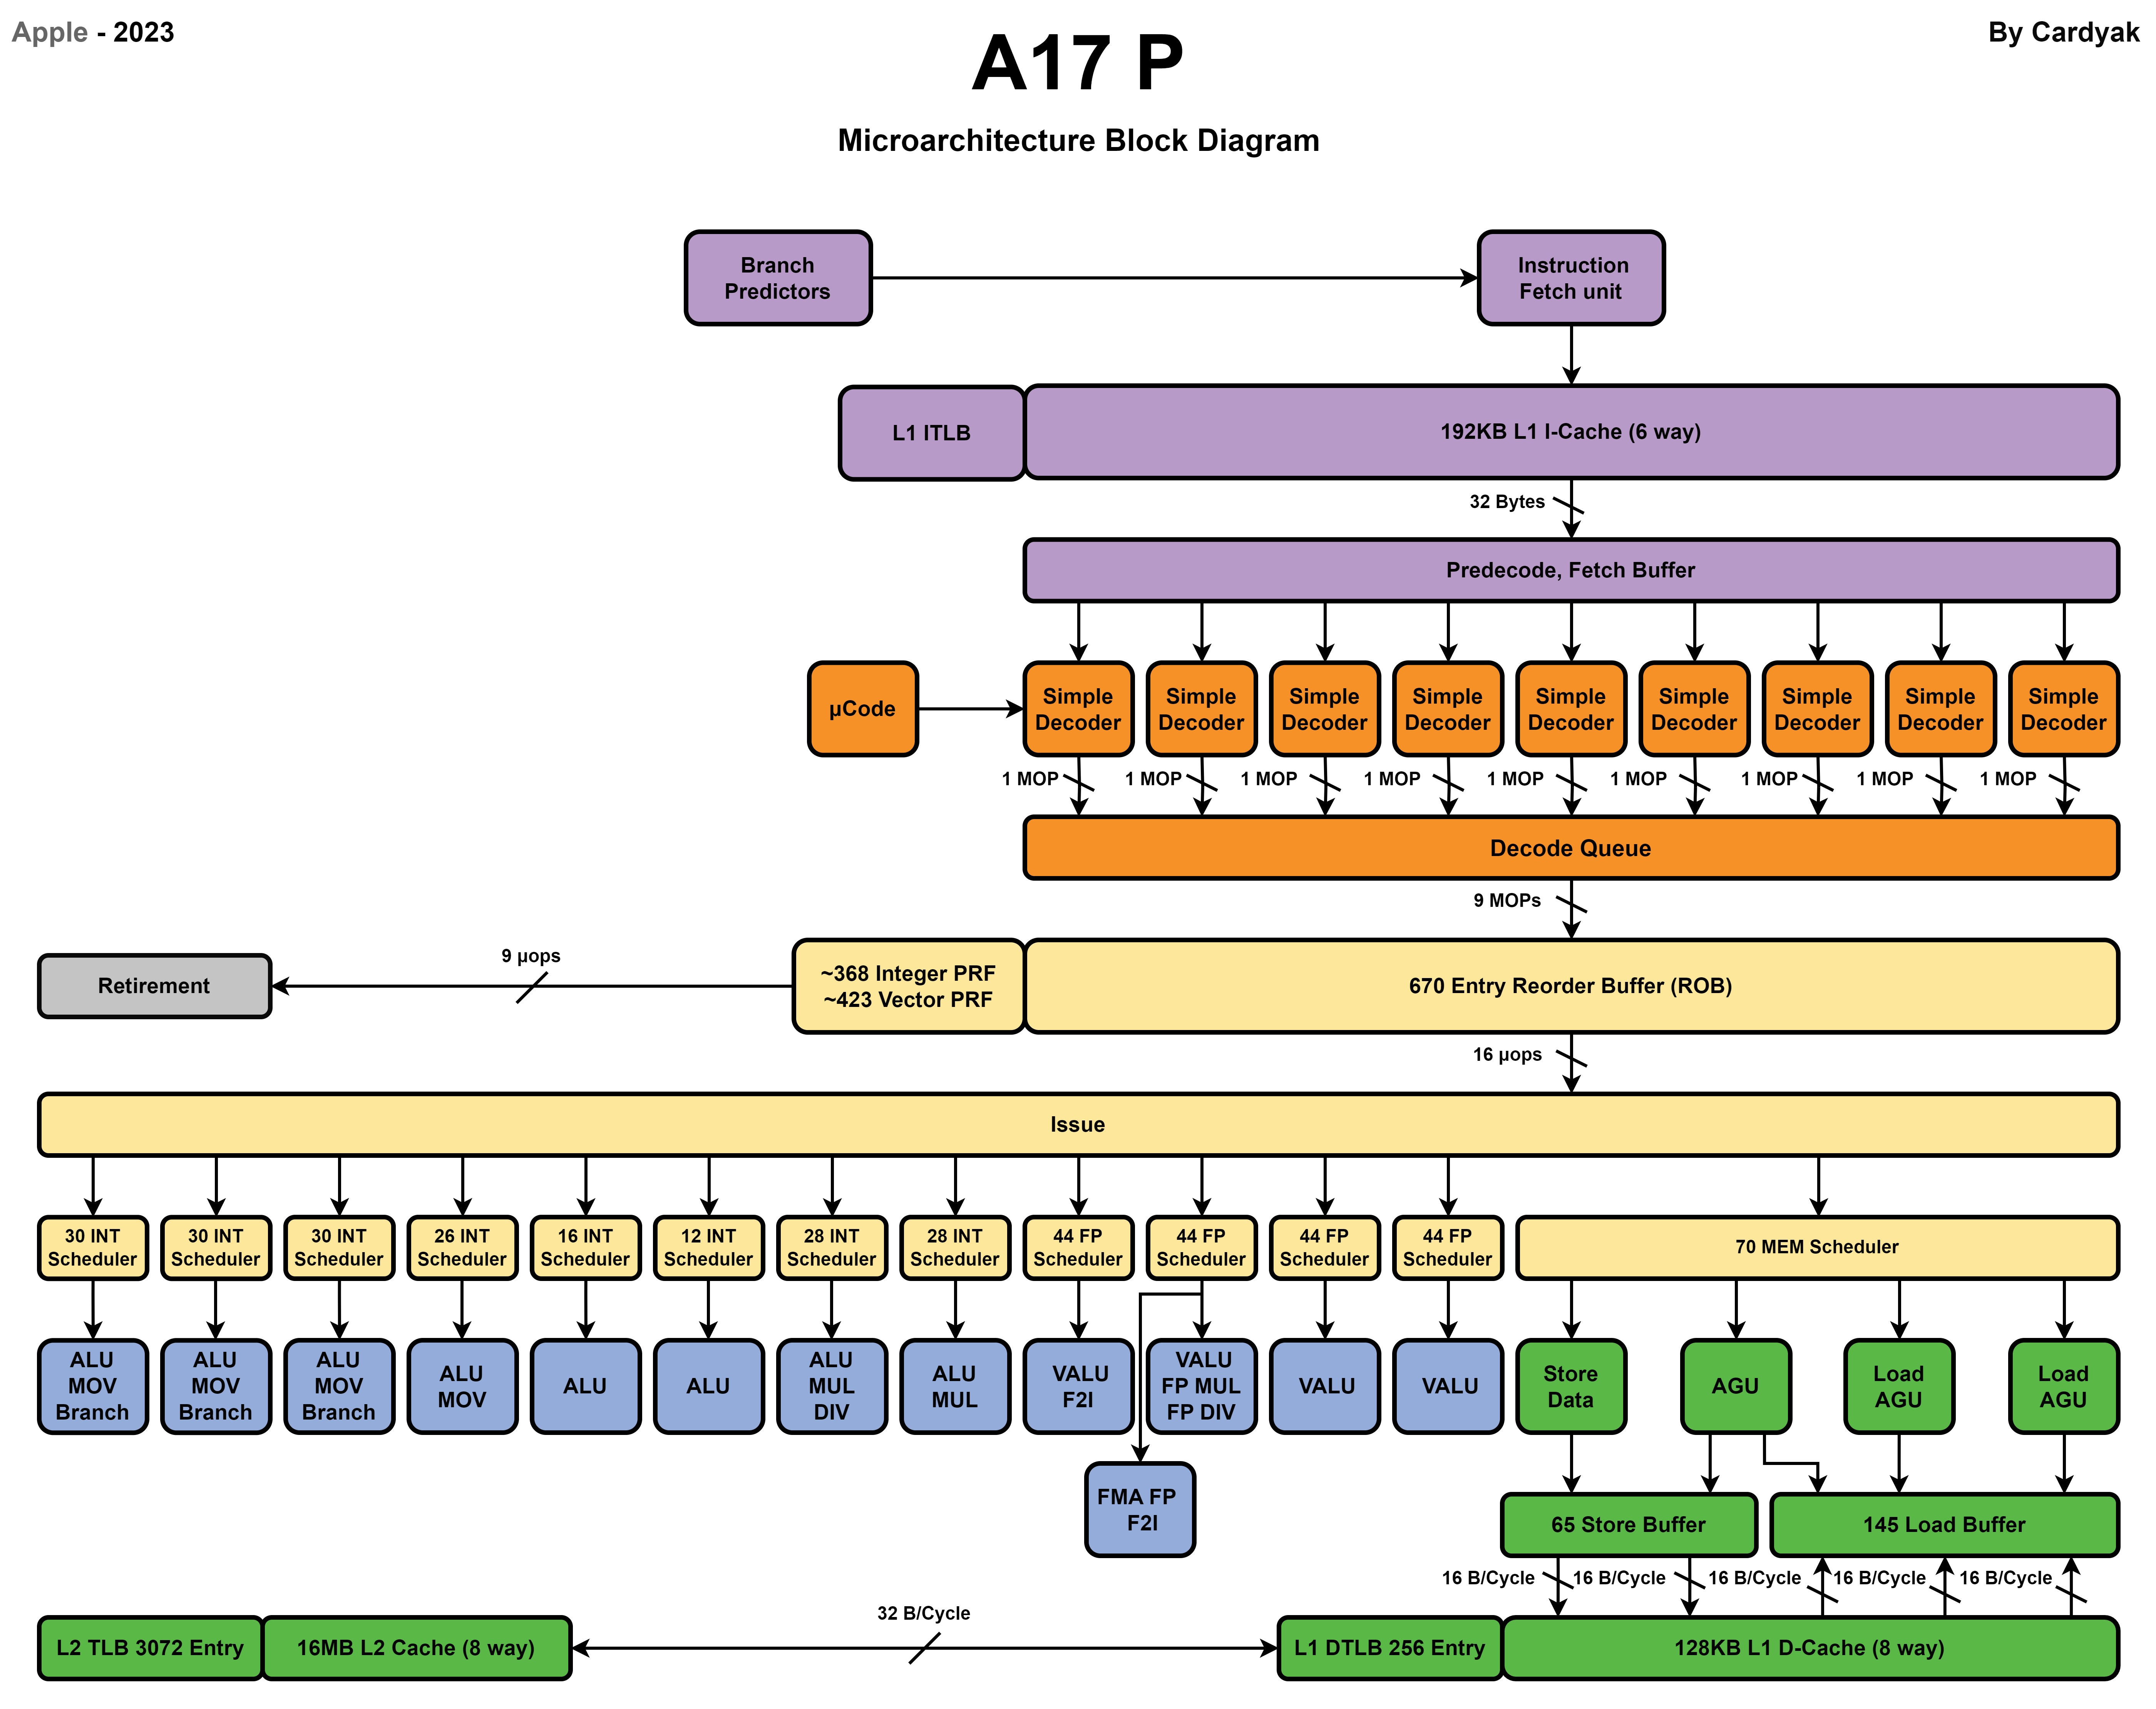 Apple - 2023
By Cardyak
A17 P
Microarchitecture Block Diagram
Branch
Predictors
Instruction
Fetch unit
L1 ITLB
192KB L1 I-Cache (6 way)
32 Bytes
Predecode, Fetch Buffer
µCode
Simple
Decoder
Simple
Decoder
Simple
Decoder
Simple
Decoder
Simple
Decoder
Simple
Decoder
Simple
Decoder
Simple
Decoder
Simple
Decoder
1 MOP
1 MOP
1 MOP
1 MOP
1 MOP
1 MOP
1 MOP
1 MOP
1 MOP
Decode Queue
9 MOPs
Retirement
9 µops
~368 Integer PRF
~423 Vector PRF
670 Entry Reorder Buffer (ROB)
16 µops
Issue
30 INT
Scheduler
30 INT
Scheduler
30 INT
Scheduler
26 INT
Scheduler
16 INT
Scheduler
12 INT
Scheduler
28 INT
Scheduler
28 INT
Scheduler
44 FP
Scheduler
44 FP
Scheduler
44 FP
Scheduler
44 FP
Scheduler
70 MEM Scheduler
ALU
MOV
Branch
ALU
MOV
Branch
ALU
MOV
Branch
ALU
MOV
ALU
ALU
ALU
MUL
DIV
ALU
MUL
VALU
F2I
VALU
FP MUL
FP DIV
VALU
VALU
Store
Data
AGU
Load
AGU
Load
AGU
FMA FP
F2I
65 Store Buffer
145 Load Buffer
16 B/Cycle
16 B/Cycle
16 B/Cycle
16 B/Cycle
16 B/Cycle
L2 TLB 3072 Entry
16MB L2 Cache (8 way)
32 B/Cycle
L1 DTLB 256 Entry
128KB L1 D-Cache (8 way)